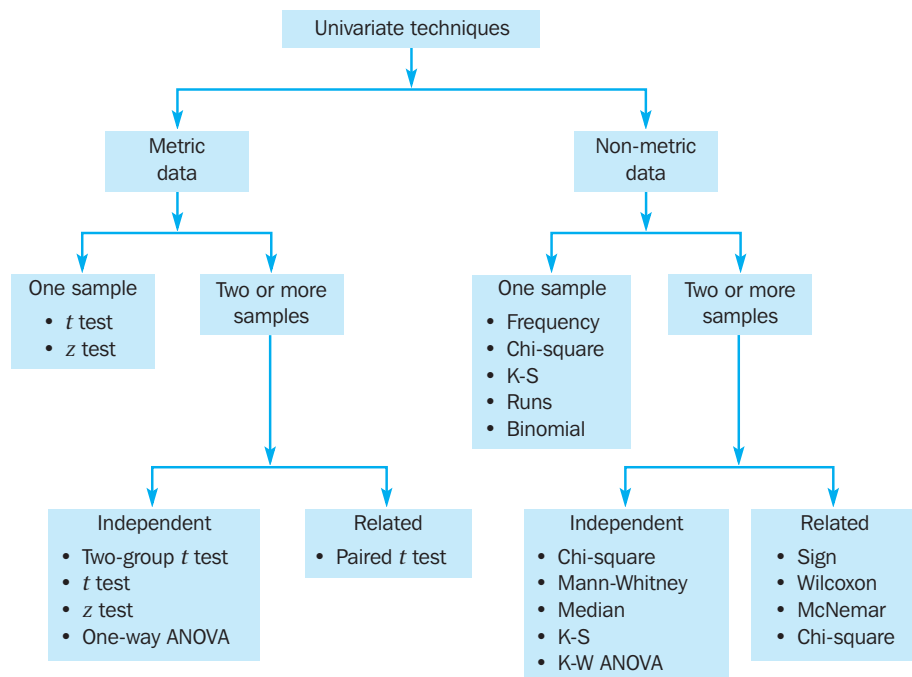 Univariate techniques
Metric
data
Non-metric
data
One sample
• t test
• z test
Two or more
samples
One sample
• Frequency
• Chi-square
• K-S
• Runs
• Binomial
Two or more
samples
Independent
• Two-group t test
• t test
• z test
• One-way ANOVA
Related
• Paired t test
Independent
• Chi-square
• Mann-Whitney
• Median
• K-S
• K-W ANOVA
Related
• Sign
• Wilcoxon
• McNemar
• Chi-square